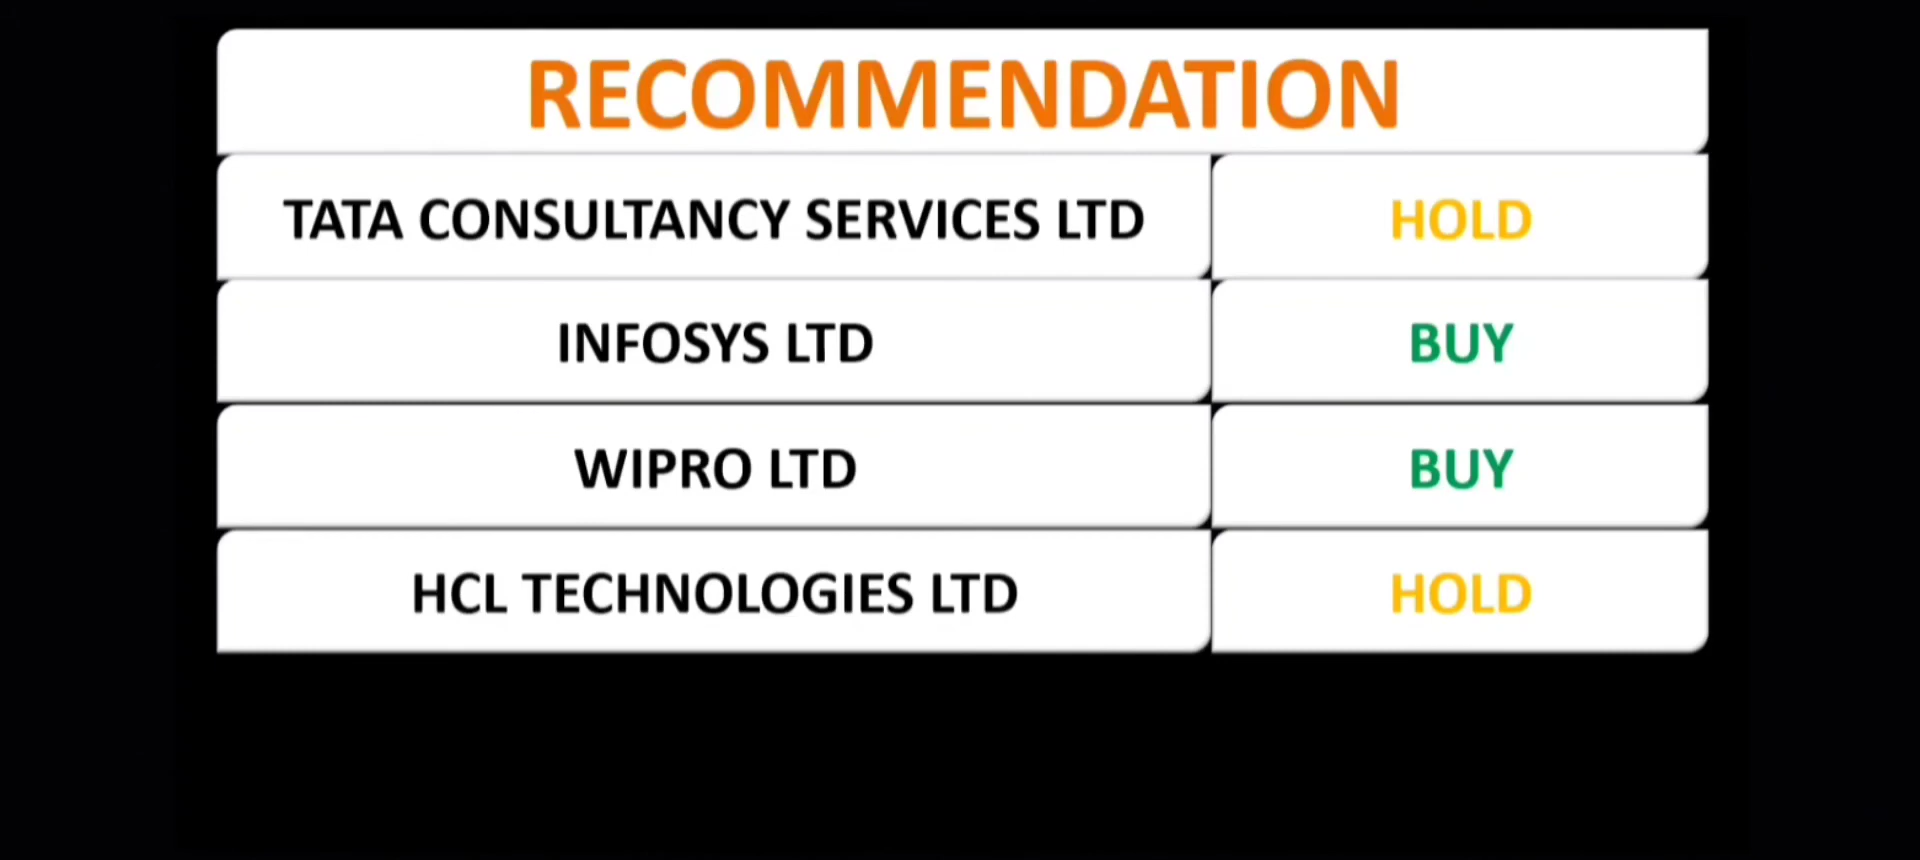 RECOMMENDATION
TATA CONSULTANCY SERVICES LTD HOLD
INFOSYS LTD BUY
WIPRO LTD BUY
HCL TECHNOLOGIES LTD HOLD